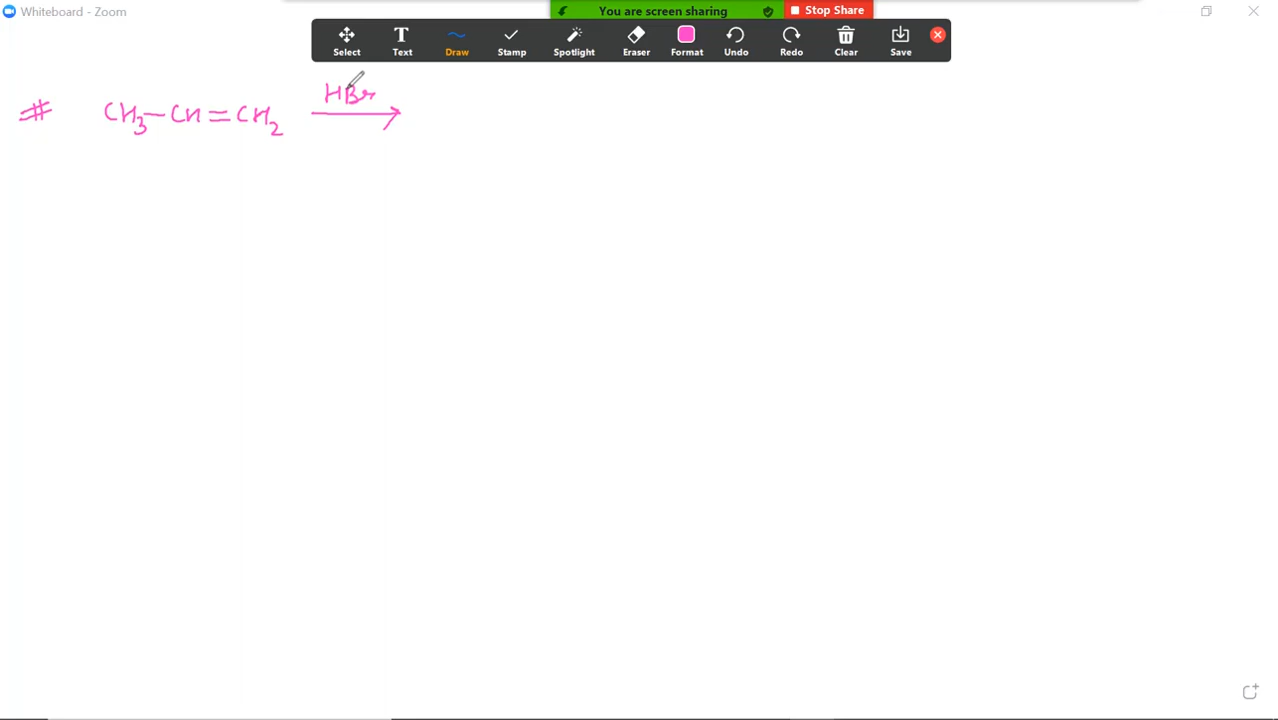 Whiteboard - Zoom
You are screen sharing
Stop Share
Select Text Draw Stamp Spotlight Eraser Format Undo Redo Clear Save
HBr
# CH3-CH=CH2